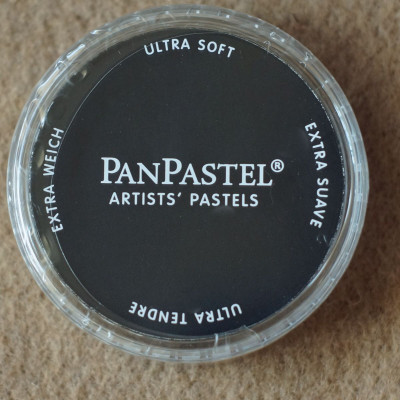 ULTRA SOFT
EXTRA WEICH
PANPASTEL®
ARTISTS' PASTELS
EXTRA SUAVE
ULTRA TENDRE